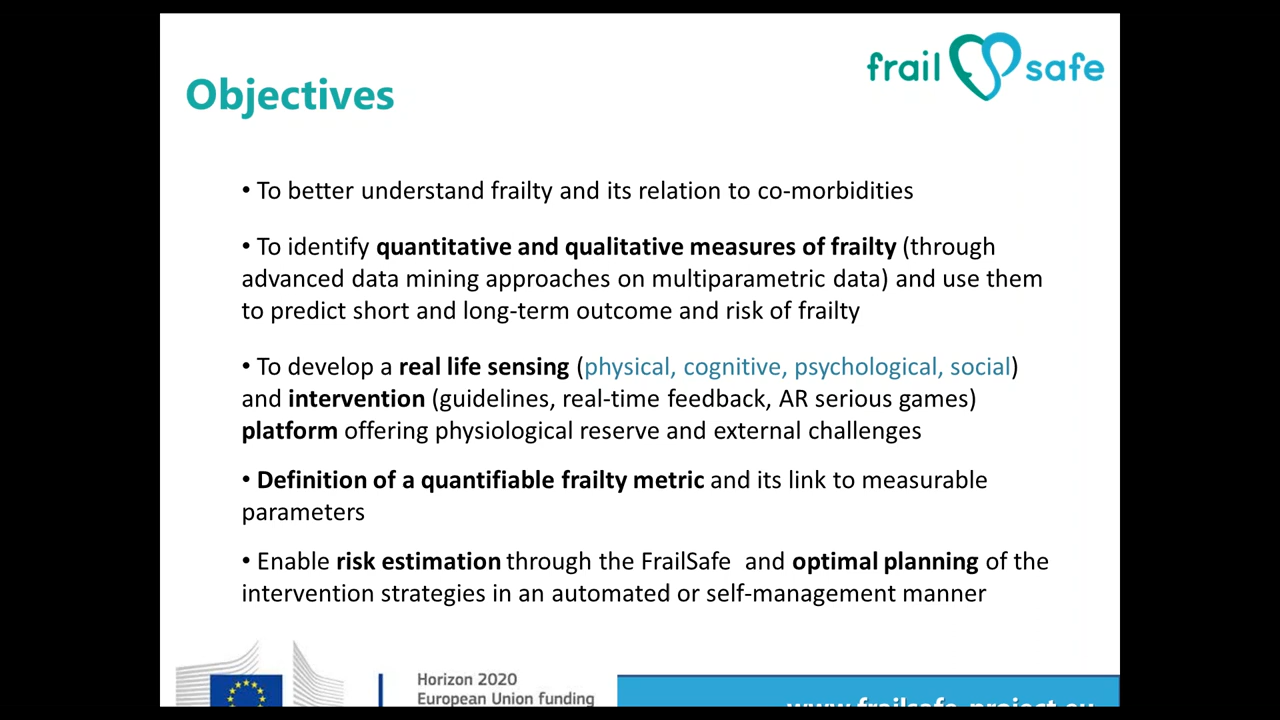 frail safe
Objectives
• To better understand frailty and its relation to co-morbidities
• To identify quantitative and qualitative measures of frailty (through
advanced data mining approaches on multiparametric data) and use them
to predict short and long-term outcome and risk of frailty
• To develop a real life sensing (physical, cognitive, psychological, social)
and intervention (guidelines, real-time feedback, AR serious games)
platform offering physiological reserve and external challenges
• Definition of a quantifiable frailty metric and its link to measurable
parameters
• Enable risk estimation through the FrailSafe  and optimal planning of the
intervention strategies in an automated or self-management manner
Horizon 2020
European Union funding
www.frailsafe-project.eu